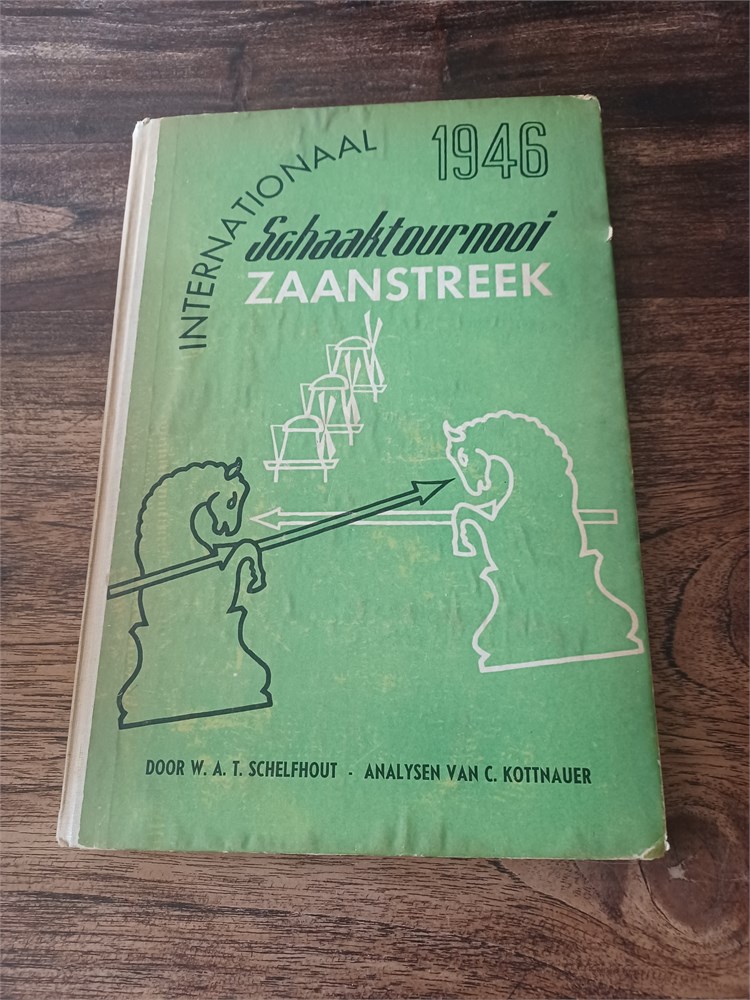 INTERNATIONAAL
1946
Schaaktournooi
ZAANSTREEK
DOOR W. A. T. SCHELFHOUT - ANALYSEN VAN C. KOTTNAUER